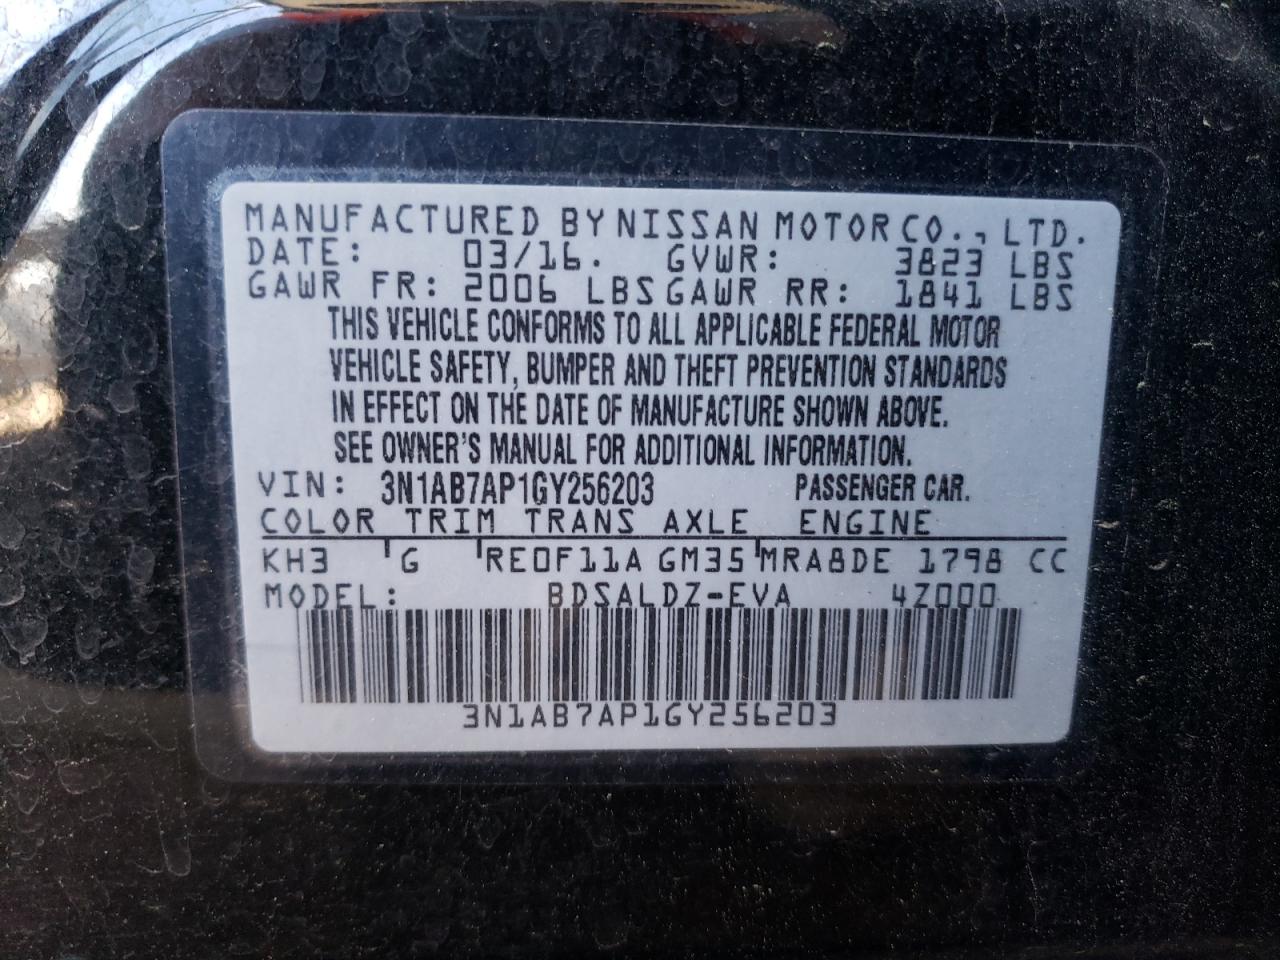 MANUFACTURED BY NISSAN MOTOR CO., LTD.
DATE: 03/16. GVWR: 3823 LBS
GAWR FR: 2006 LBS GAWR RR: 1841 LBS
THIS VEHICLE CONFORMS TO ALL APPLICABLE FEDERAL MOTOR
VEHICLE SAFETY, BUMPER AND THEFT PREVENTION STANDARDS
IN EFFECT ON THE DATE OF MANUFACTURE SHOWN ABOVE.
SEE OWNER'S MANUAL FOR ADDITIONAL INFORMATION.
VIN: 3N1AB7AP1GY256203 PASSENGER CAR.
COLOR TRIM TRANS AXLE ENGINE
KH3 G RE0F11A GM35 MRA8DE 1798 CC
MODEL: BDSALDZ-EVA 4Z000
3N1AB7AP1GY256203